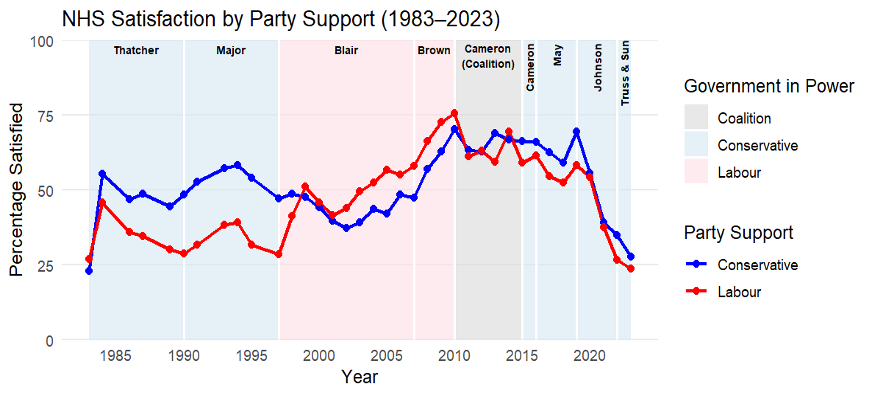 NHS Satisfaction by Party Support (1983–2023)
Percentage Satisfied
100
75
50
25
0
Thatcher
Major
Blair
Brown
Cameron
(Coalition)
Cameron
May
Johnson
Truss & Sun
1985
1990
1995
2000
2005
2010
2015
2020
Year
Government in Power
Coalition
Conservative
Labour
Party Support
Conservative
Labour